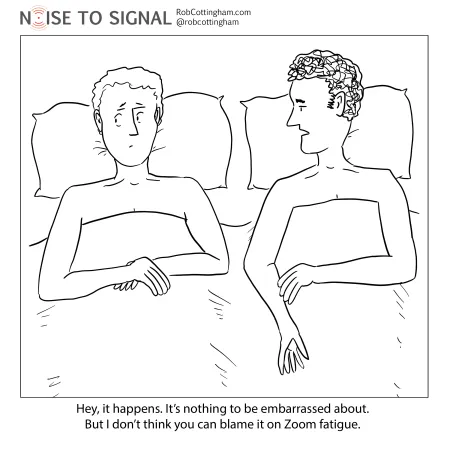 NOISE TO SIGNAL
RobCottingham.com
@robcottingham
Hey, it happens. It's nothing to be embarrassed about.
But I don't think you can blame it on Zoom fatigue.